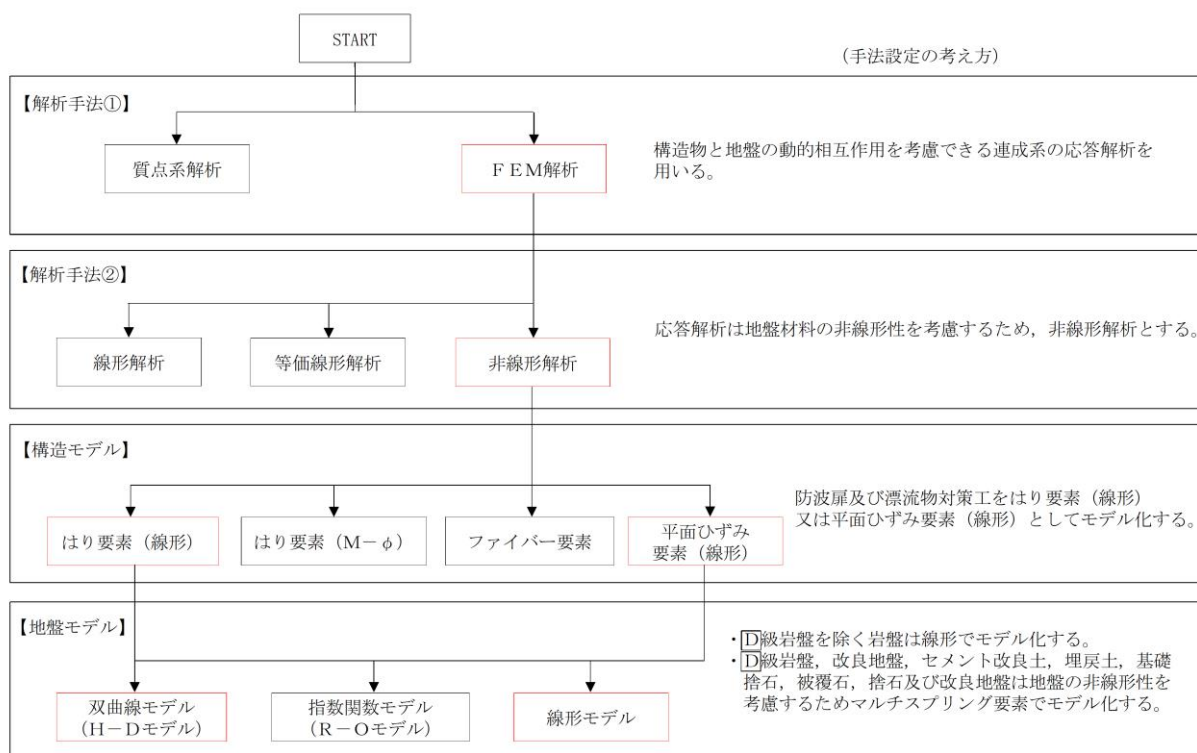 START
(手法設定の考え方)
【解析手法①】
質点系解析
FEM解析
構造物と地盤の動的相互作用を考慮できる連成系の応答解析を
用いる。
【解析手法②】
線形解析
等価線形解析
非線形解析
応答解析は地盤材料の非線形性を考慮するため,非線形解析とする。
【構造モデル】
はり要素(線形)
はり要素(M-φ)
ファイバー要素
平面ひずみ
要素(線形)
防波扉及び漂流物対策工をはり要素(線形)
又は平面ひずみ要素(線形)としてモデル化する。
【地盤モデル】
双曲線モデル
(H-Dモデル)
指数関数モデル
(R-Oモデル)
線形モデル
・D級岩盤を除く岩盤は線形でモデル化する。
・D級岩盤,改良地盤,セメント改良土,埋戻土,基礎
捨石,被覆石,捨石及び改良地盤は地盤の非線形性を
考慮するためマルチスプリング要素でモデル化する。